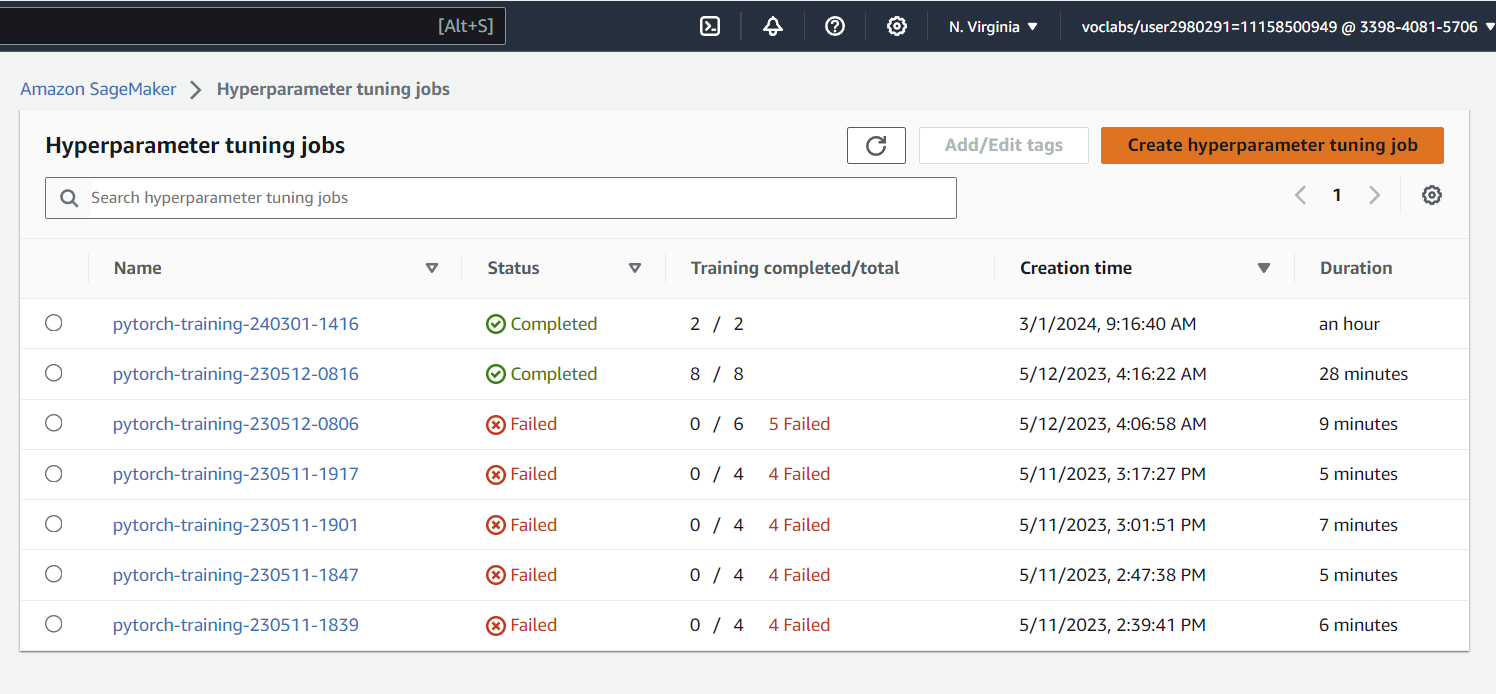 [Alt+S] N. Virginia voclabs/user2980291=11158500949 @ 3398-4081-5706
Amazon SageMaker Hyperparameter tuning jobs
Hyperparameter tuning jobs Add/Edit tags Create hyperparameter tuning job
Search hyperparameter tuning jobs 1
Name Status Training completed/total Creation time Duration
pytorch-training-240301-1416 Completed 2 / 2 3/1/2024, 9:16:40 AM an hour
pytorch-training-230512-0816 Completed 8 / 8 5/12/2023, 4:16:22 AM 28 minutes
pytorch-training-230512-0806 Failed 0 / 6 5 Failed 5/12/2023, 4:06:58 AM 9 minutes
pytorch-training-230511-1917 Failed 0 / 4 4 Failed 5/11/2023, 3:17:27 PM 5 minutes
pytorch-training-230511-1901 Failed 0 / 4 4 Failed 5/11/2023, 3:01:51 PM 7 minutes
pytorch-training-230511-1847 Failed 0 / 4 4 Failed 5/11/2023, 2:47:38 PM 5 minutes
pytorch-training-230511-1839 Failed 0 / 4 4 Failed 5/11/2023, 2:39:41 PM 6 minutes